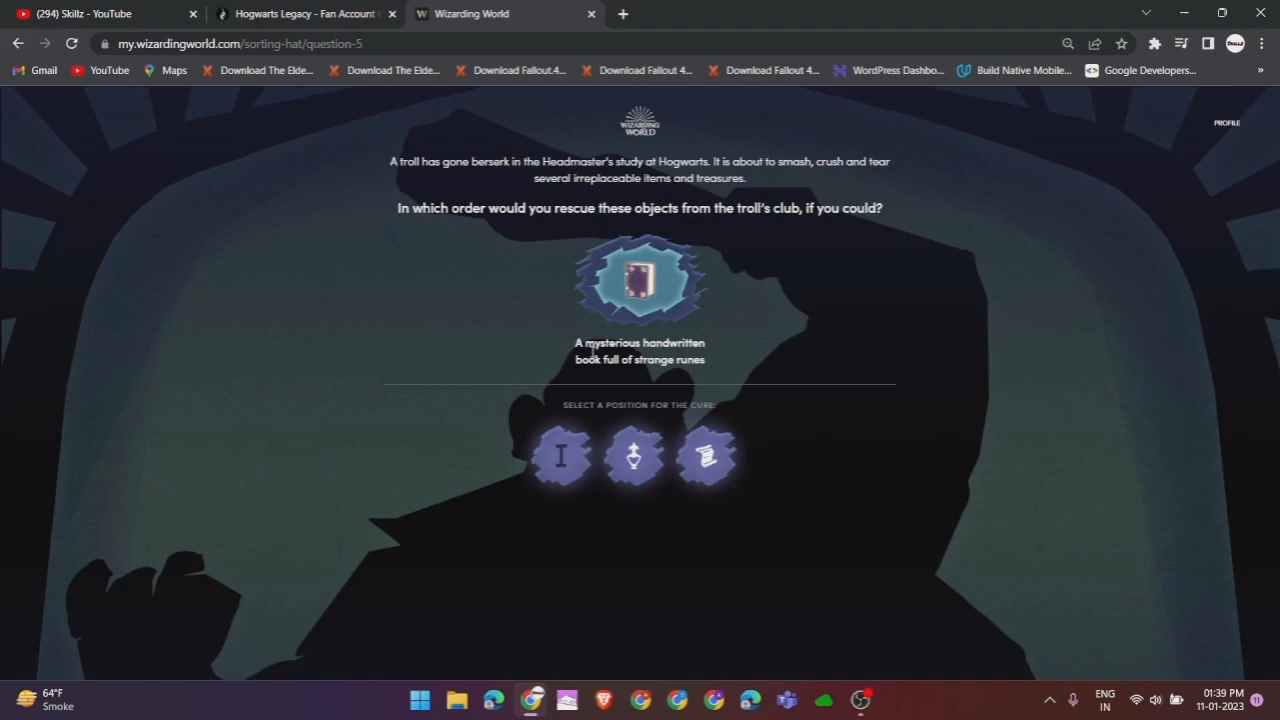 (294) Skillz - YouTube
Hogwarts Legacy - Fan Account
Wizarding World
my.wizardingworld.com/sorting-hat/question-5
Gmail
YouTube
Maps
Download The Elde...
Download The Elde...
Download Fallout.4...
Download Fallout 4...
Download Fallout 4...
WordPress Dashbo...
Build Native Mobile...
Google Developers...
»
WIZARDING
WORLD
PROFILE
A troll has gone berserk in the Headmaster's study at Hogwarts. It is about to smash, crush and tear
several irreplaceable items and treasures.
In which order would you rescue these objects from the troll's club, if you could?
A mysterious handwritten
book full of strange runes
SELECT A POSITION FOR THE CURE:
I
64°F
Smoke
ENG
IN
01:39 PM
11-01-2023
11